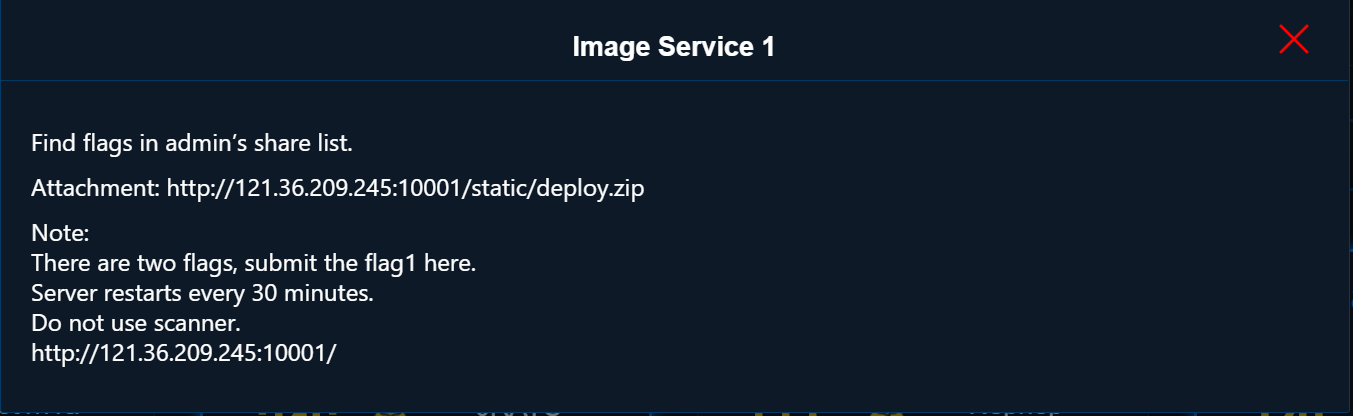 Image Service 1
Find flags in admin’s share list.
Attachment: http://121.36.209.245:10001/static/deploy.zip
Note:
There are two flags, submit the flag1 here.
Server restarts every 30 minutes.
Do not use scanner.
http://121.36.209.245:10001/